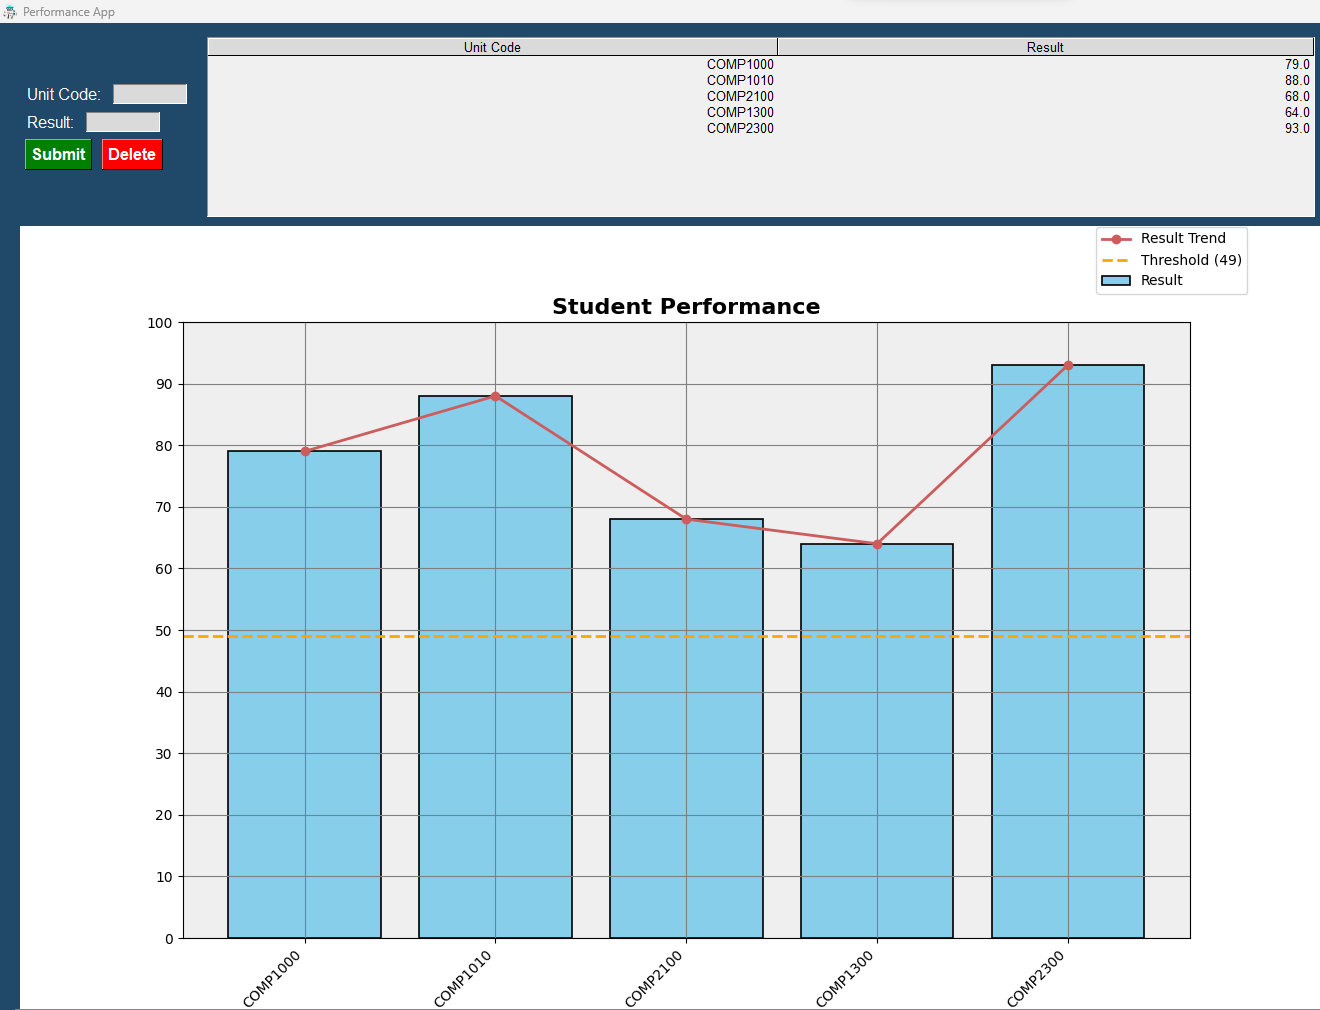 Performance App
Unit Code Result
COMP1000 79.0
COMP1010 88.0
COMP2100 68.0
COMP1300 64.0
COMP2300 93.0
Unit Code:
Result:
Submit Delete
Result Trend
Threshold (49)
Result
Student Performance
100
90
80
70
60
50
40
30
20
10
0
COMP1000 COMP1010 COMP2100 COMP1300 COMP2300